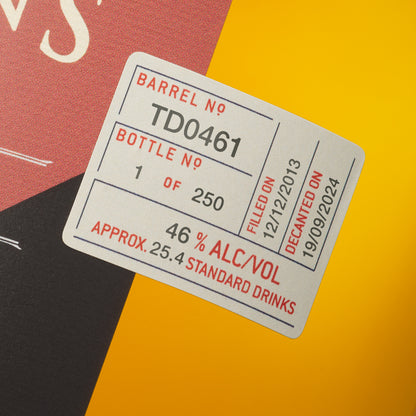 NS
BARREL Nº
TD0461
BOTTLE Nº
1 OF 250
FILLED ON
12/12/2013
DECANTED ON
19/09/2024
46 % ALC/VOL
APPROX. 25.4 STANDARD DRINKS